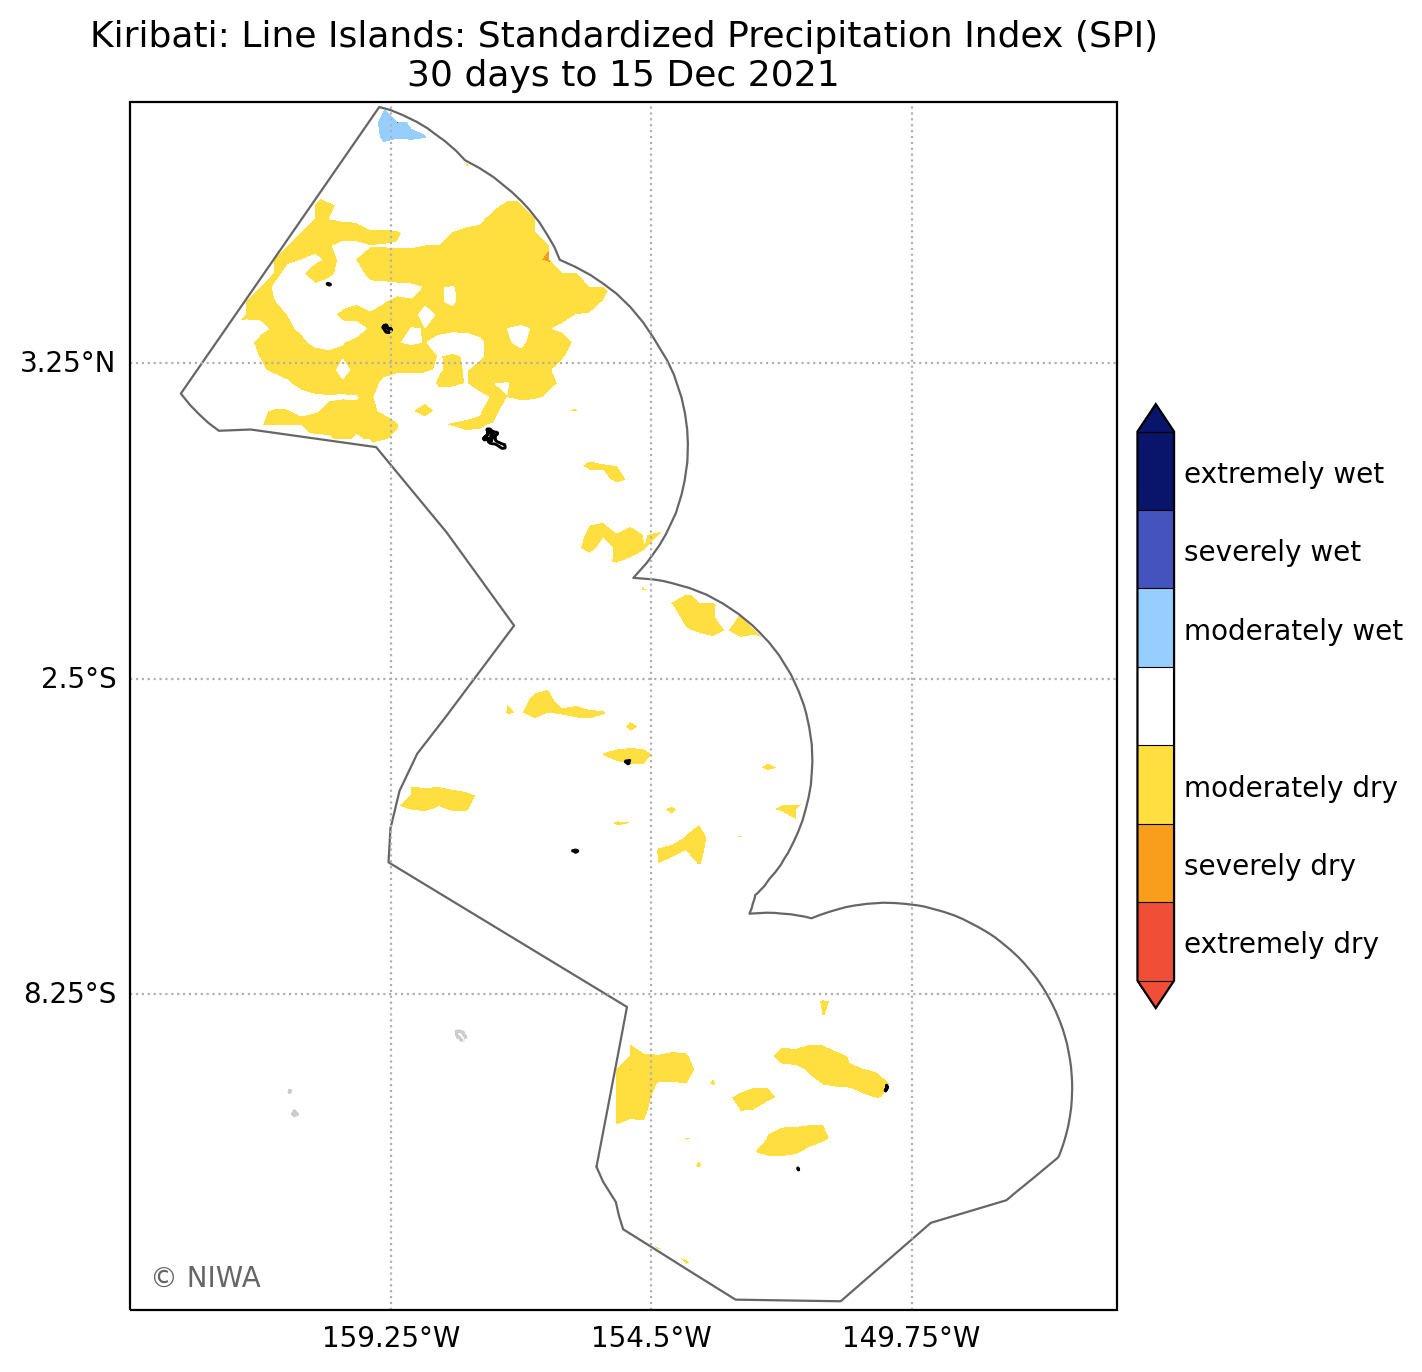 Kiribati: Line Islands: Standardized Precipitation Index (SPI)
30 days to 15 Dec 2021
3.25°N
2.5°S
8.25°S
159.25°W
154.5°W
149.75°W
extremely wet
severely wet
moderately wet
moderately dry
severely dry
extremely dry
© NIWA